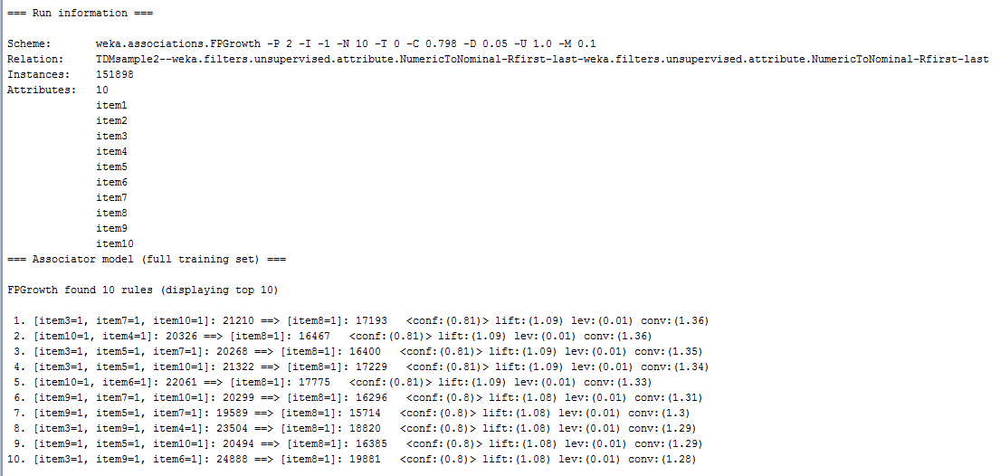 === Run information ===
Scheme: weka.associations.FPGrowth -P 2 -I -1 -N 10 -T 0 -C 0.798 -D 0.05 -U 1.0 -M 0.1
Relation: TDMsample2--weka.filters.unsupervised.attribute.NumericToNominal-Rfirst-last-weka.filters.unsupervised.attribute.NumericToNominal-Rfirst-last
Instances: 151898
Attributes: 10
item1
item2
item3
item4
item5
item6
item7
item8
item9
item10
=== Associator model (full training set) ===
FPGrowth found 10 rules (displaying top 10)
1. [item3=1, item7=1, item10=1]: 21210 ==> [item8=1]: 17193 <conf:(0.81)> lift:(1.09) lev:(0.01) conv:(1.36)
2. [item10=1, item4=1]: 20326 ==> [item8=1]: 16467 <conf:(0.81)> lift:(1.09) lev:(0.01) conv:(1.36)
3. [item3=1, item5=1, item7=1]: 20268 ==> [item8=1]: 16400 <conf:(0.81)> lift:(1.09) lev:(0.01) conv:(1.35)
4. [item3=1, item5=1, item10=1]: 21322 ==> [item8=1]: 17229 <conf:(0.81)> lift:(1.09) lev:(0.01) conv:(1.34)
5. [item10=1, item6=1]: 22061 ==> [item8=1]: 17775 <conf:(0.81)> lift:(1.09) lev:(0.01) conv:(1.33)
6. [item9=1, item7=1, item10=1]: 20299 ==> [item8=1]: 16296 <conf:(0.8)> lift:(1.08) lev:(0.01) conv:(1.31)
7. [item9=1, item5=1, item7=1]: 19589 ==> [item8=1]: 15714 <conf:(0.8)> lift:(1.08) lev:(0.01) conv:(1.3)
8. [item3=1, item9=1, item4=1]: 23504 ==> [item8=1]: 18820 <conf:(0.8)> lift:(1.08) lev:(0.01) conv:(1.29)
9. [item9=1, item5=1, item10=1]: 20494 ==> [item8=1]: 16385 <conf:(0.8)> lift:(1.08) lev:(0.01) conv:(1.29)
10. [item3=1, item9=1, item6=1]: 24888 ==> [item8=1]: 19881 <conf:(0.8)> lift:(1.08) lev:(0.01) conv:(1.28)